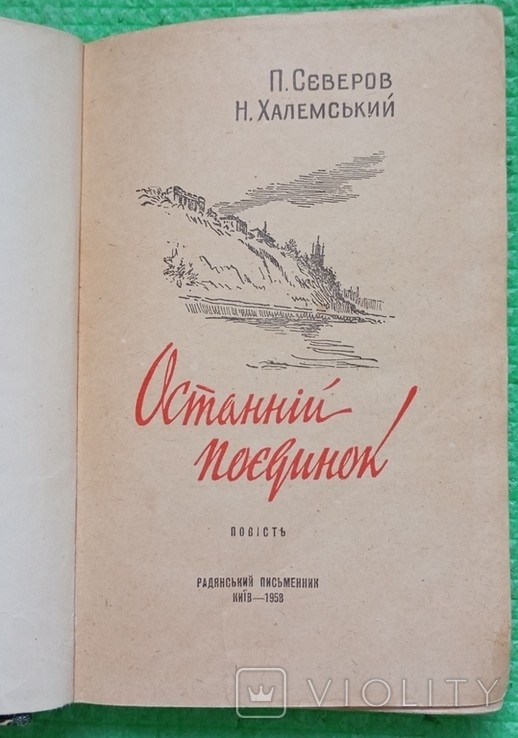 П. Сєверов
Н. Халемський
Останній
поєдинок
ПОВІСТЬ
РАДЯНСЬКИЙ ПИСЬМЕННИК
КИЇВ—1958
VIOLITY